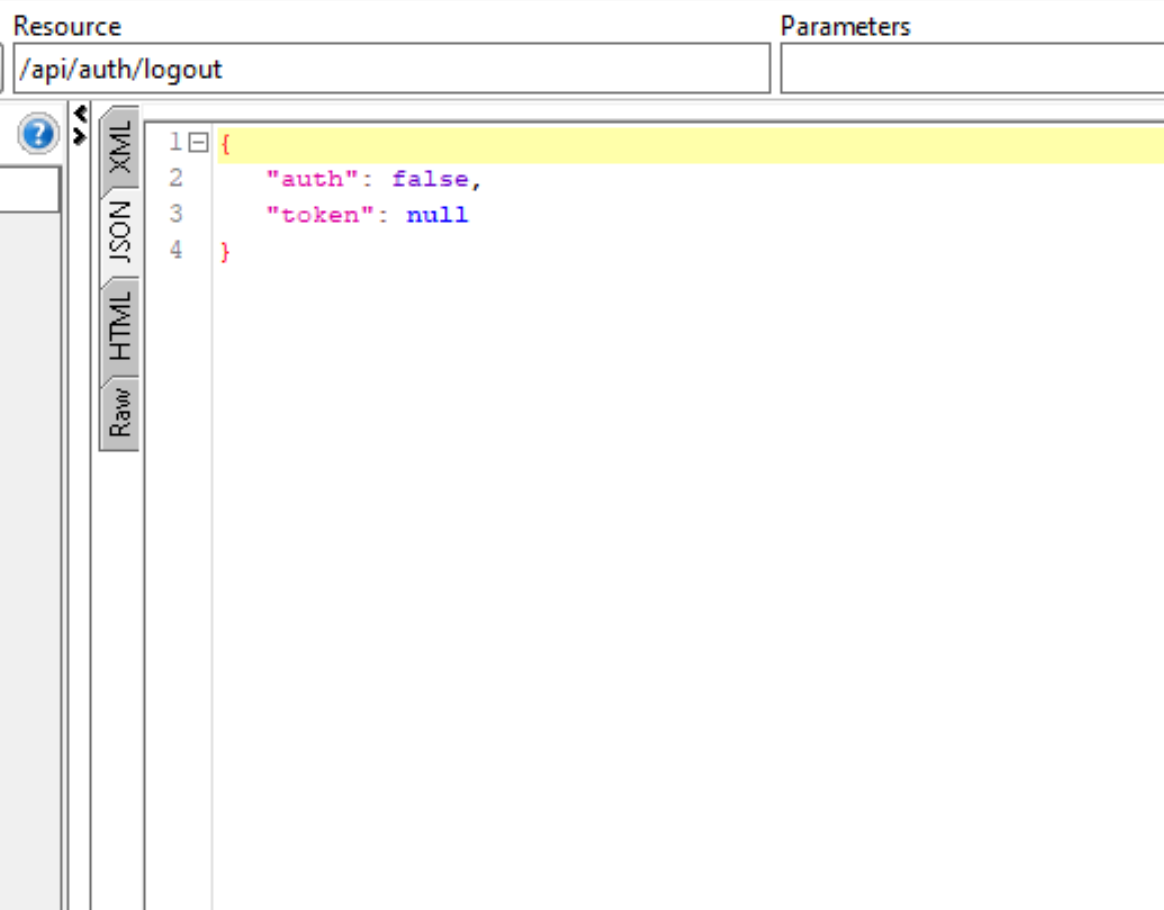 Resource
Parameters
/api/auth/logout
?
XML
JSON
HTML
Raw
1 {
2 "auth": false,
3 "token": null
4 }